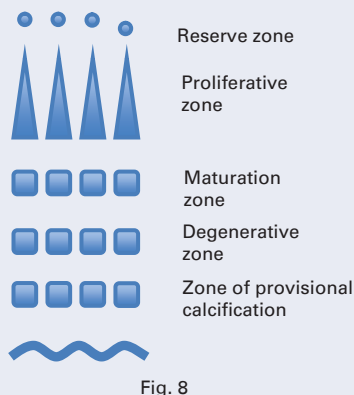 Reserve zone
Proliferative
zone
Maturation
zone
Degenerative
zone
Zone of provisional
calcification
Fig. 8